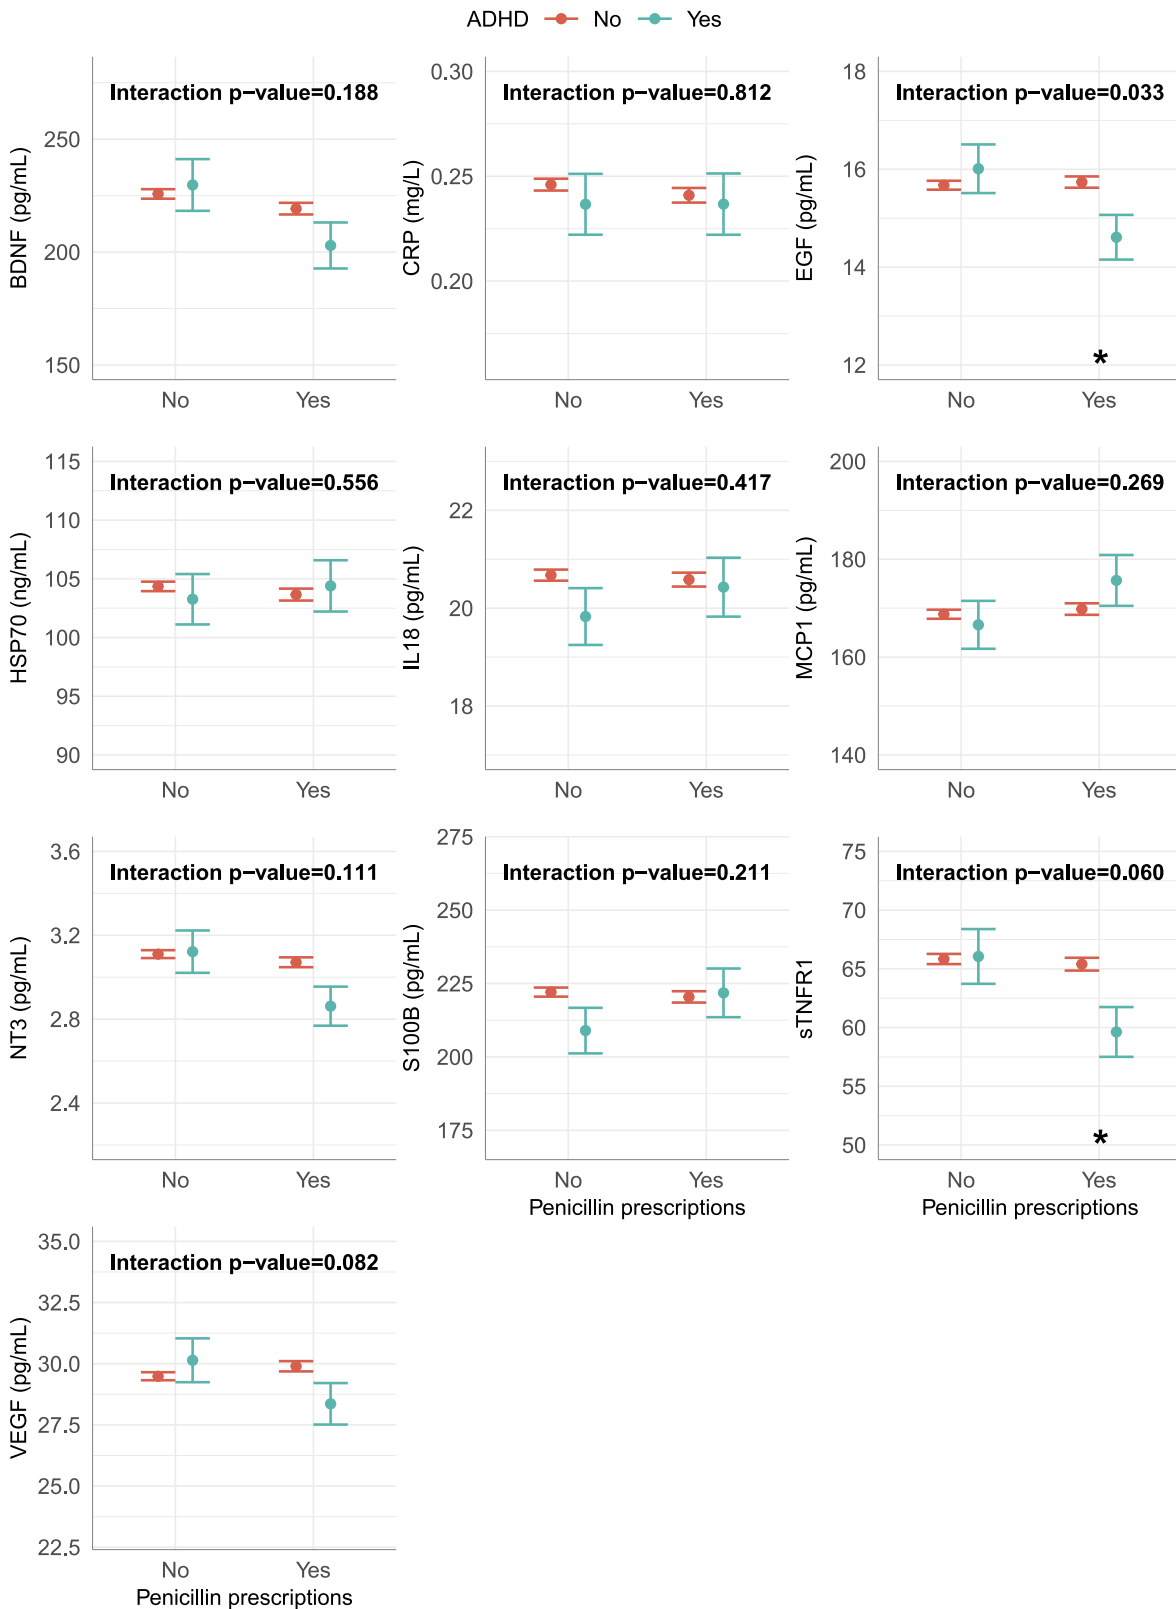 ADHD No Yes
Interaction p-value=0.188
BDNF (pg/mL)
250
200
150
No Yes
Interaction p-value=0.812
CRP (mg/L)
0.30
0.25
0.20
No Yes
Interaction p-value=0.033
EGF (pg/mL)
18
16
14
12
*
No Yes
Interaction p-value=0.556
HSP70 (ng/mL)
115
110
105
100
95
90
No Yes
Interaction p-value=0.417
IL18 (pg/mL)
22
20
18
No Yes
Interaction p-value=0.269
MCP1 (pg/mL)
200
180
160
140
No Yes
Interaction p-value=0.111
NT3 (pg/mL)
3.6
3.2
2.8
2.4
No Yes
Interaction p-value=0.211
S100B (pg/mL)
275
250
225
200
175
No Yes
Penicillin prescriptions
Interaction p-value=0.060
sTNFR1
75
70
65
60
55
50
*
No Yes
Penicillin prescriptions
Interaction p-value=0.082
VEGF (pg/mL)
35.0
32.5
30.0
27.5
25.0
22.5
No Yes
Penicillin prescriptions